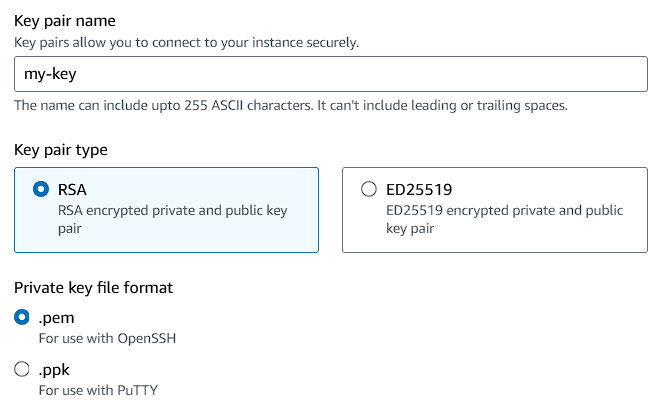 Key pair name
Key pairs allow you to connect to your instance securely.
my-key
The name can include upto 255 ASCII characters. It can't include leading or trailing spaces.
Key pair type
RSA
RSA encrypted private and public key
pair
ED25519
ED25519 encrypted private and public
key pair
Private key file format
.pem
For use with OpenSSH
.ppk
For use with PuTTY